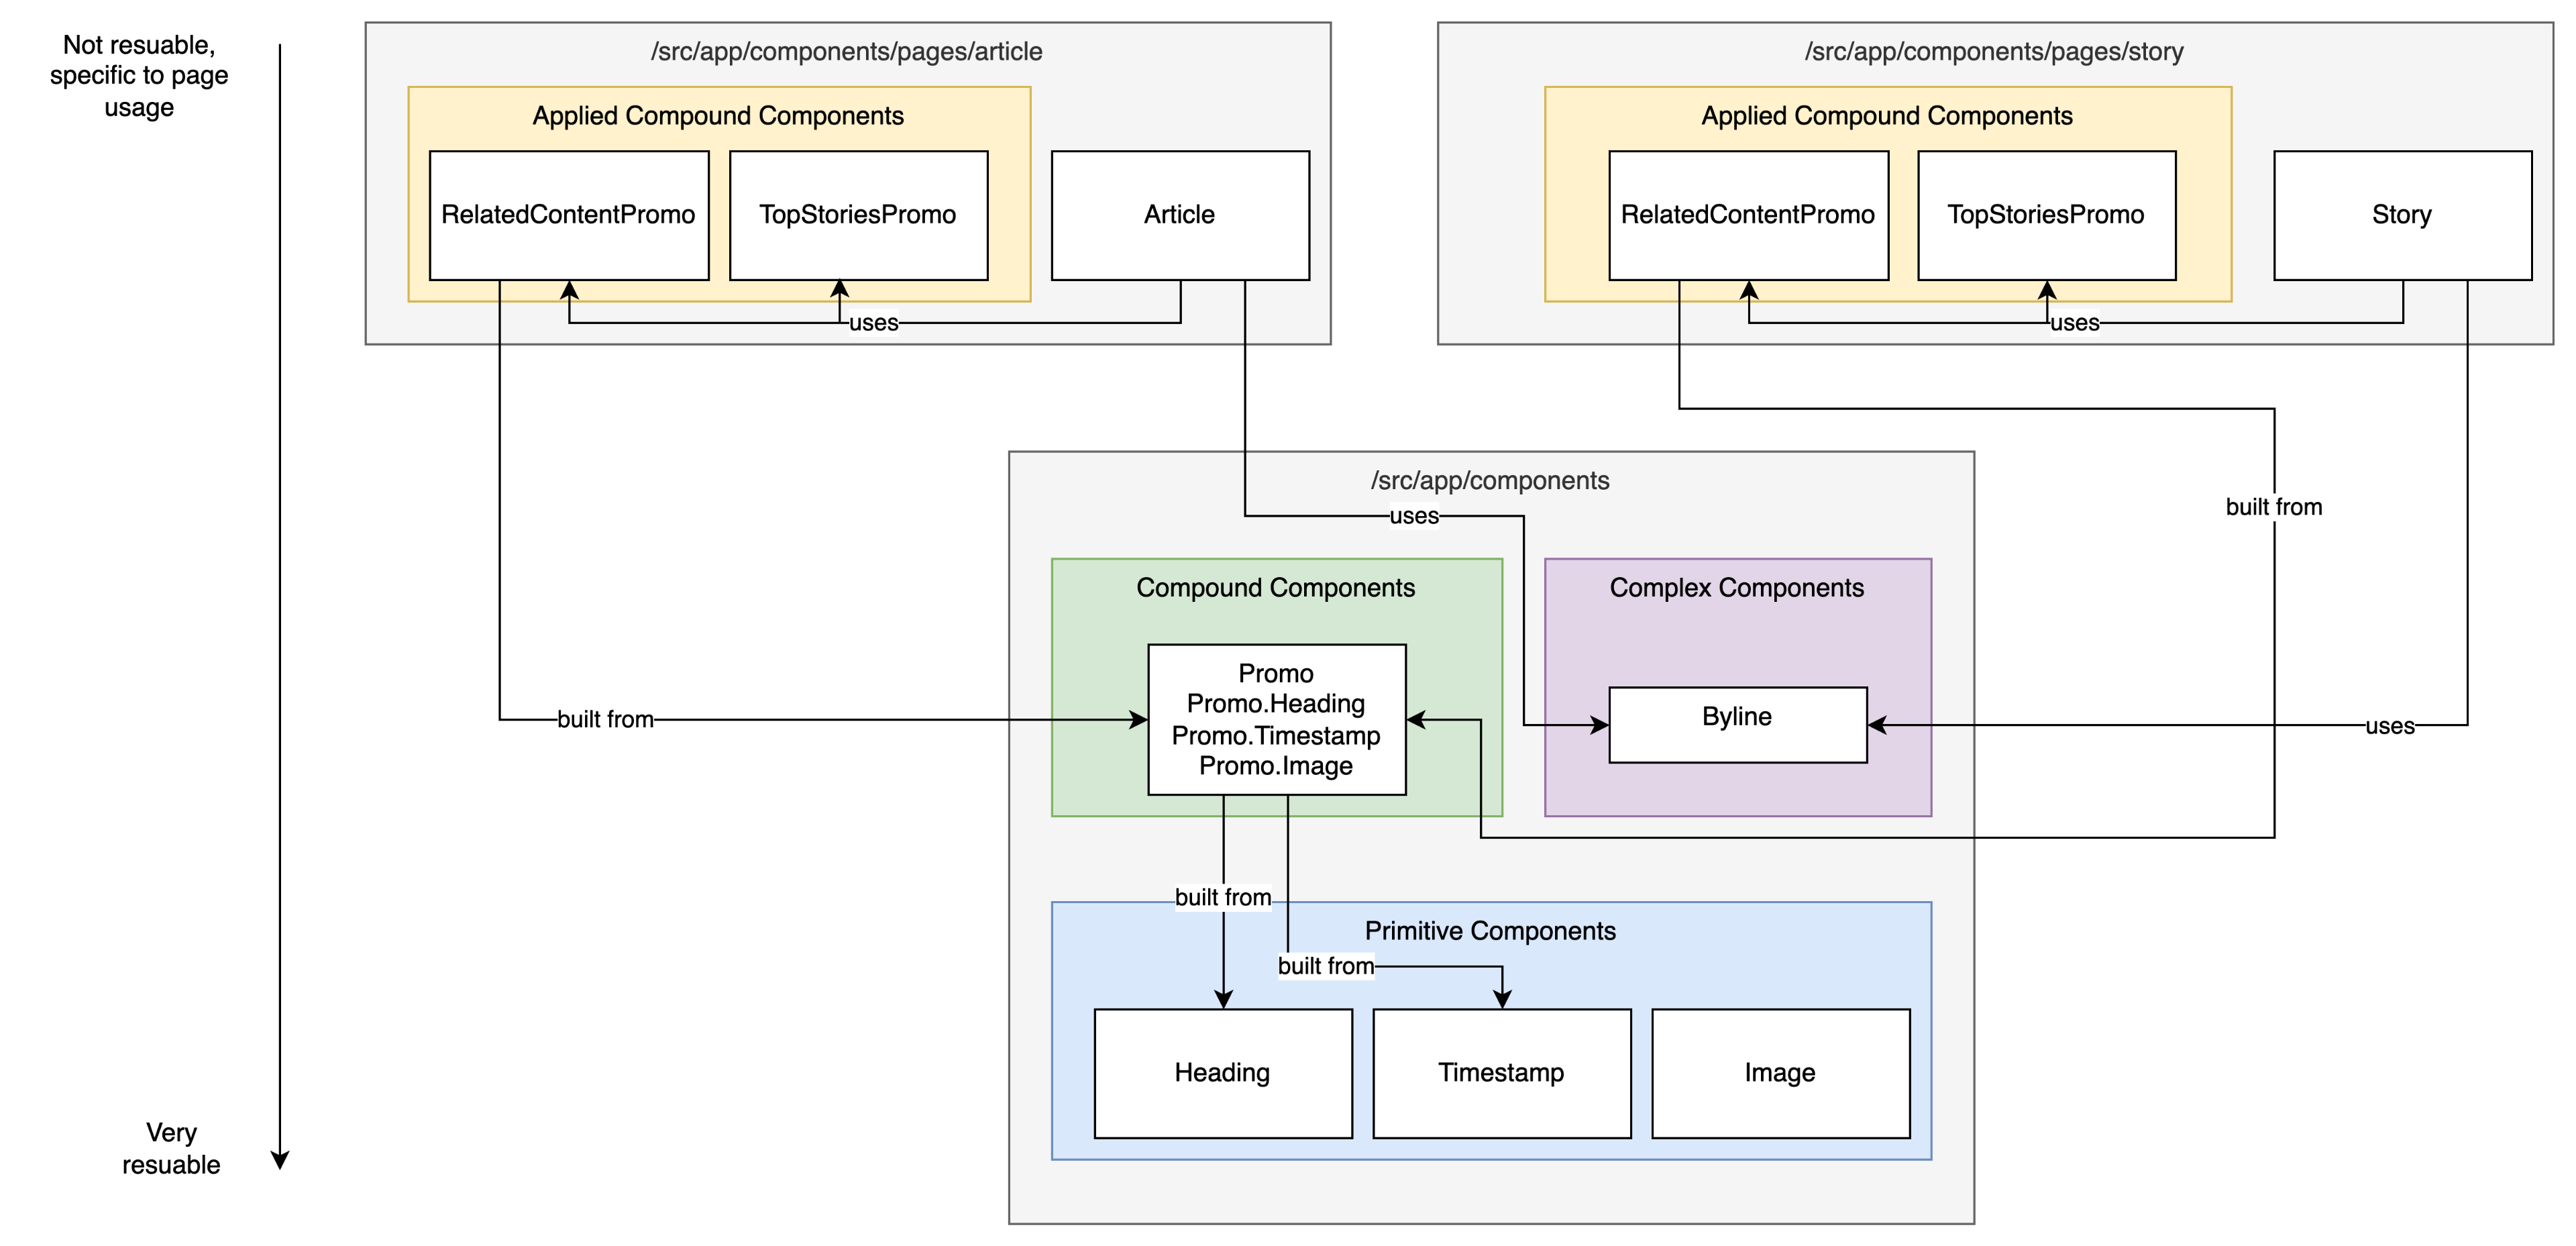 Not resuable,
specific to page
usage
/src/app/components/pages/article
Applied Compound Components
RelatedContentPromo
TopStoriesPromo
Article
uses
/src/app/components/pages/story
Applied Compound Components
RelatedContentPromo
TopStoriesPromo
Story
uses
/src/app/components
uses
built from
Compound Components
Complex Components
Promo
Promo.Heading
Promo.Timestamp
Promo.Image
Byline
built from
uses
built from
Primitive Components
built from
Heading
Timestamp
Image
Very
resuable